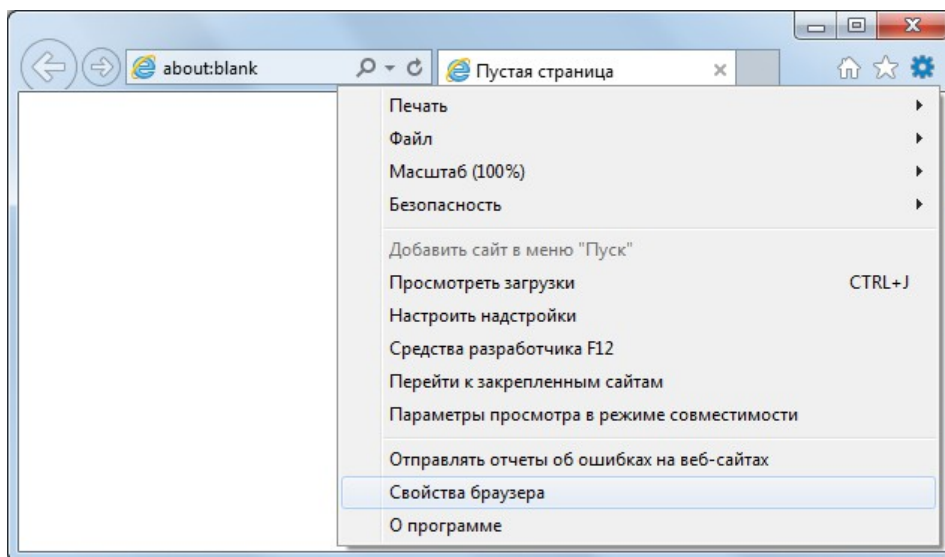 about:blank
Пустая страница
Печать
Файл
Масштаб (100%)
Безопасность
Добавить сайт в меню "Пуск"
Просмотреть загрузки CTRL+J
Настроить надстройки
Средства разработчика F12
Перейти к закрепленным сайтам
Параметры просмотра в режиме совместимости
Отправлять отчеты об ошибках на веб-сайтах
Свойства браузера
О программе